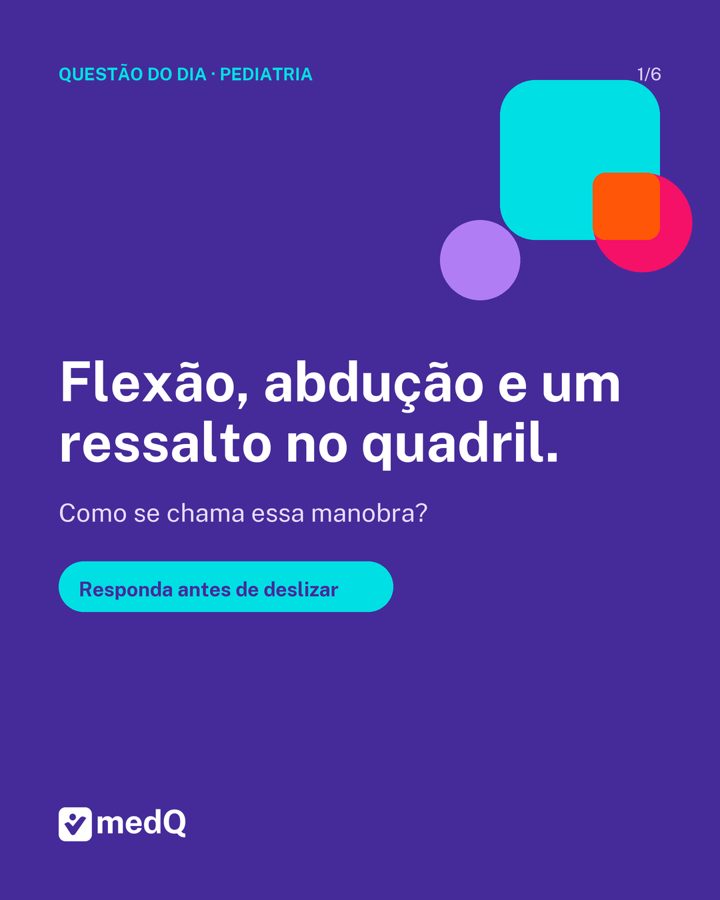 QUESTÃO DO DIA · PEDIATRIA
1/6
Flexão, abdução e um
ressalto no quadril.
Como se chama essa manobra?
Responda antes de deslizar
medQ